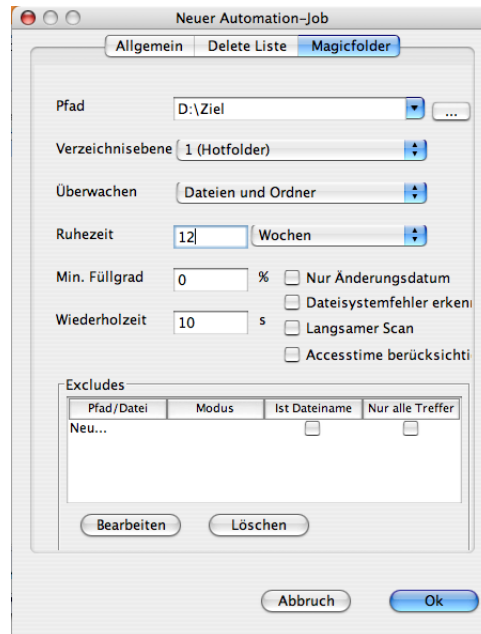 Neuer Automation-Job
Allgemein Delete Liste Magicfolder
Pfad D:\Ziel ...
Verzeichnisebene 1 (Hotfolder)
Überwachen Dateien und Ordner
Ruhezeit 12 Wochen
Min. Füllgrad 0 % Nur Änderungsdatum
Dateisystemfehler erken
Wiederholzeit 10 s Langsamer Scan
Accesstime berücksichti
Excludes
Pfad/Datei Modus Ist Dateiname Nur alle Treffer
Neu...
Bearbeiten Löschen
Abbruch Ok